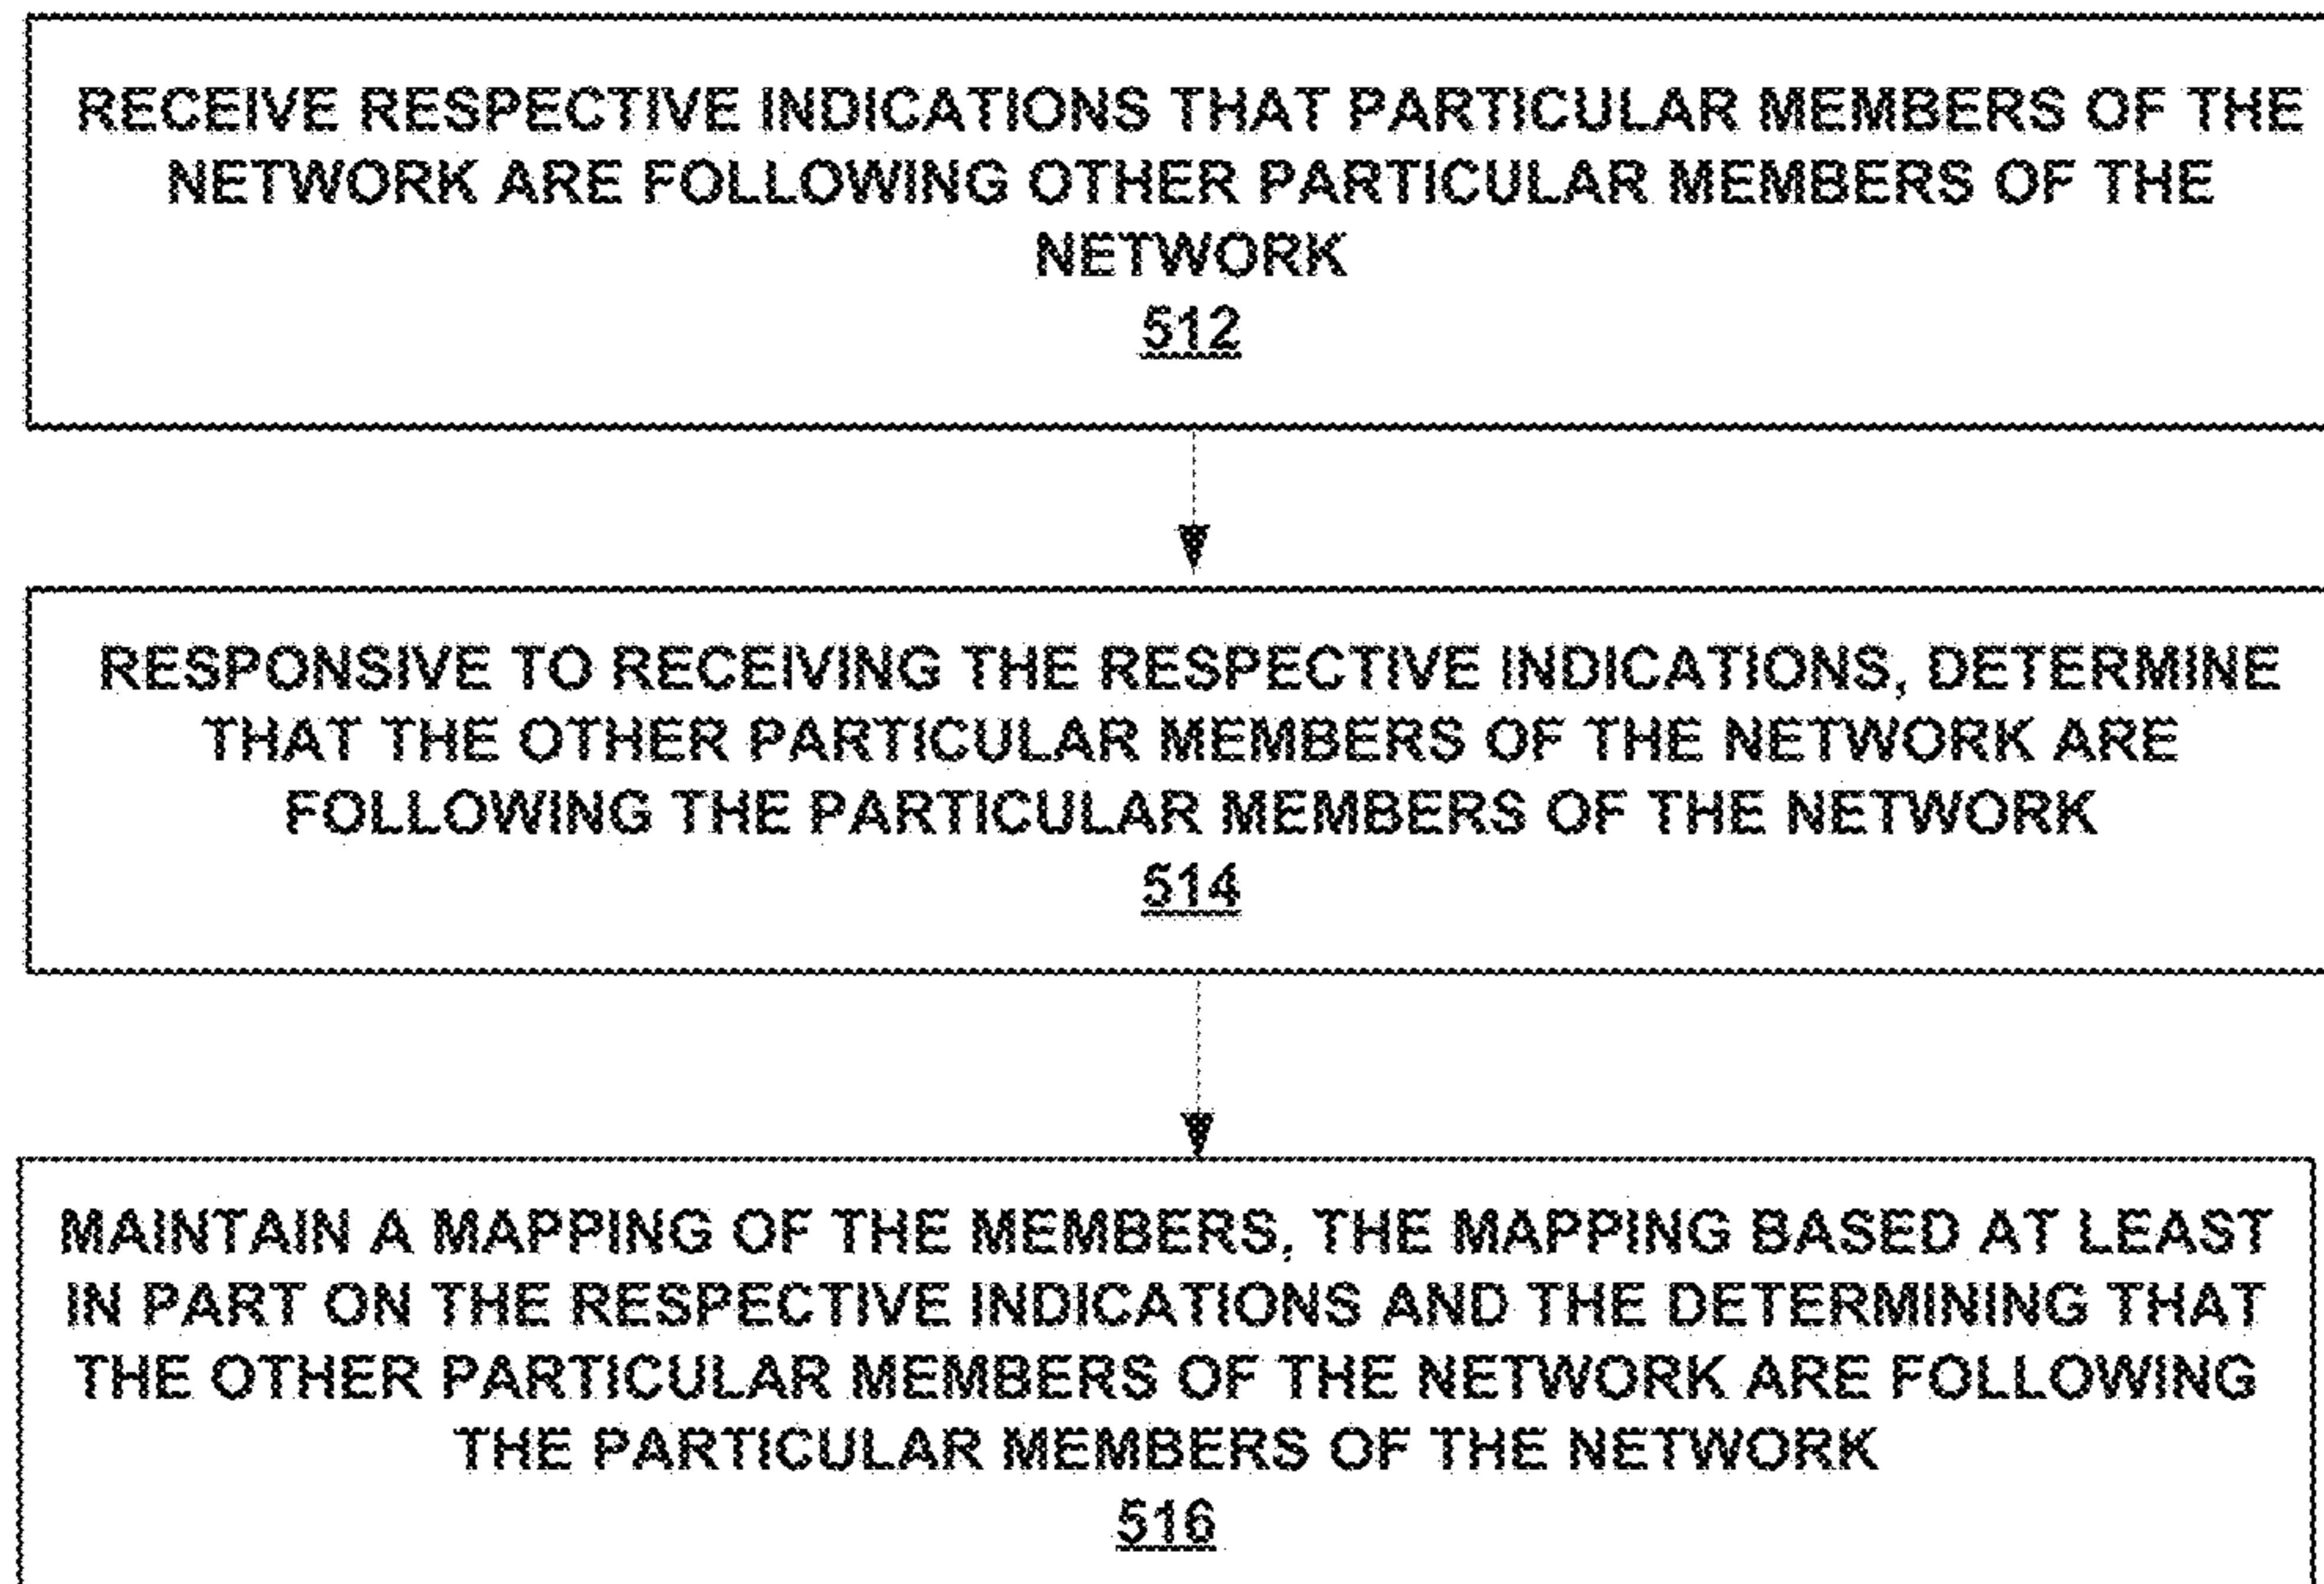 RECEIVE RESPECTIVE INDICATIONS THAT PARTICULAR MEMBERS OF THE
NETWORK ARE FOLLOWING OTHER PARTICULAR MEMBERS OF THE
NETWORK
512
RESPONSIVE TO RECEIVING THE RESPECTIVE INDICATIONS, DETERMINE
THAT THE OTHER PARTICULAR MEMBERS OF THE NETWORK ARE
FOLLOWING THE PARTICULAR MEMBERS OF THE NETWORK
514
MAINTAIN A MAPPING OF THE MEMBERS, THE MAPPING BASED AT LEAST
IN PART ON THE RESPECTIVE INDICATIONS AND THE DETERMINING THAT
THE OTHER PARTICULAR MEMBERS OF THE NETWORK ARE FOLLOWING
THE PARTICULAR MEMBERS OF THE NETWORK
516